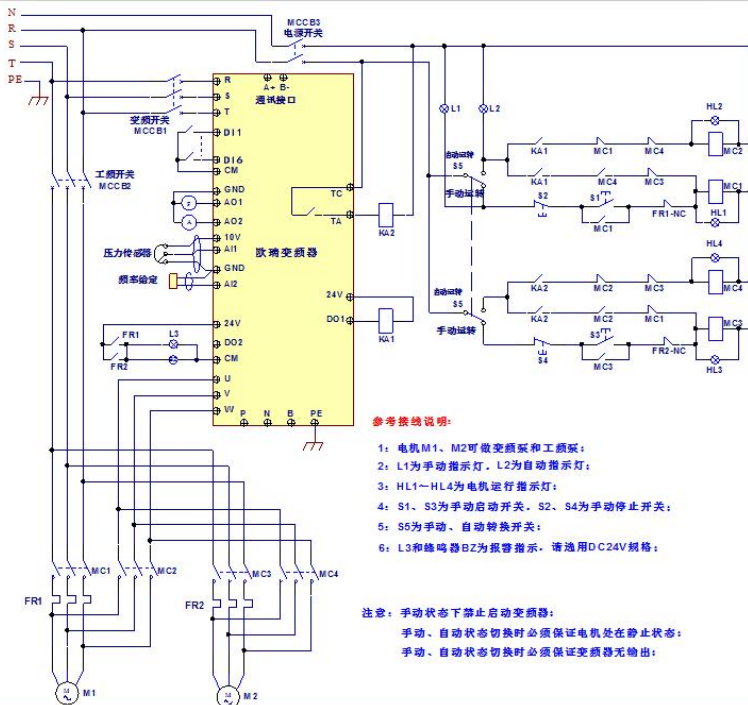 N
R
S
T
PE
MCCB3
电源开关
变频开关
MCCB1
工频开关
MCCB2
R
S
T
A+ B-
通讯接口
DI1
DI6
CM
GND
AO1
AO2
10V
AI1
GND
AI2
压力传感器
频率给定
欧瑞变频器
TC
TA
KA2
24V
DO1
KA1
24V
DO2
CM
U
V
W
FR1
FR2
L3
P N B PE
L1
L2
自动运转
S5
手动运转
KA1 MC1 MC4
HL2
MC2
KA1 MC4 MC3
MC1
S2
S1
MC1
FR1-NC
HL1
自动运转
S5
手动运转
KA2 MC2 MC3
HL4
MC4
KA2 MC2 MC1
MC3
S4
S3
MC3
FR2-NC
HL3
MC1
MC2
MC3
MC4
FR1
FR2
M
M1
M
M2
参考接线说明:
1: 电机M1、M2可做变频泵和工频泵;
2: L1为手动指示灯, L2为自动指示灯;
3: HL1~HL4为电机运行指示灯;
4: S1、S3为手动启动开关, S2、S4为手动停止开关;
5: S5为手动、自动转换开关;
6: L3和蜂鸣器BZ为报警指示, 请选用DC24V规格;
注意: 手动状态下禁止启动变频器;
手动、自动状态切换时必须保证电机处在静止状态;
手动、自动状态切换时必须保证变频器无输出;